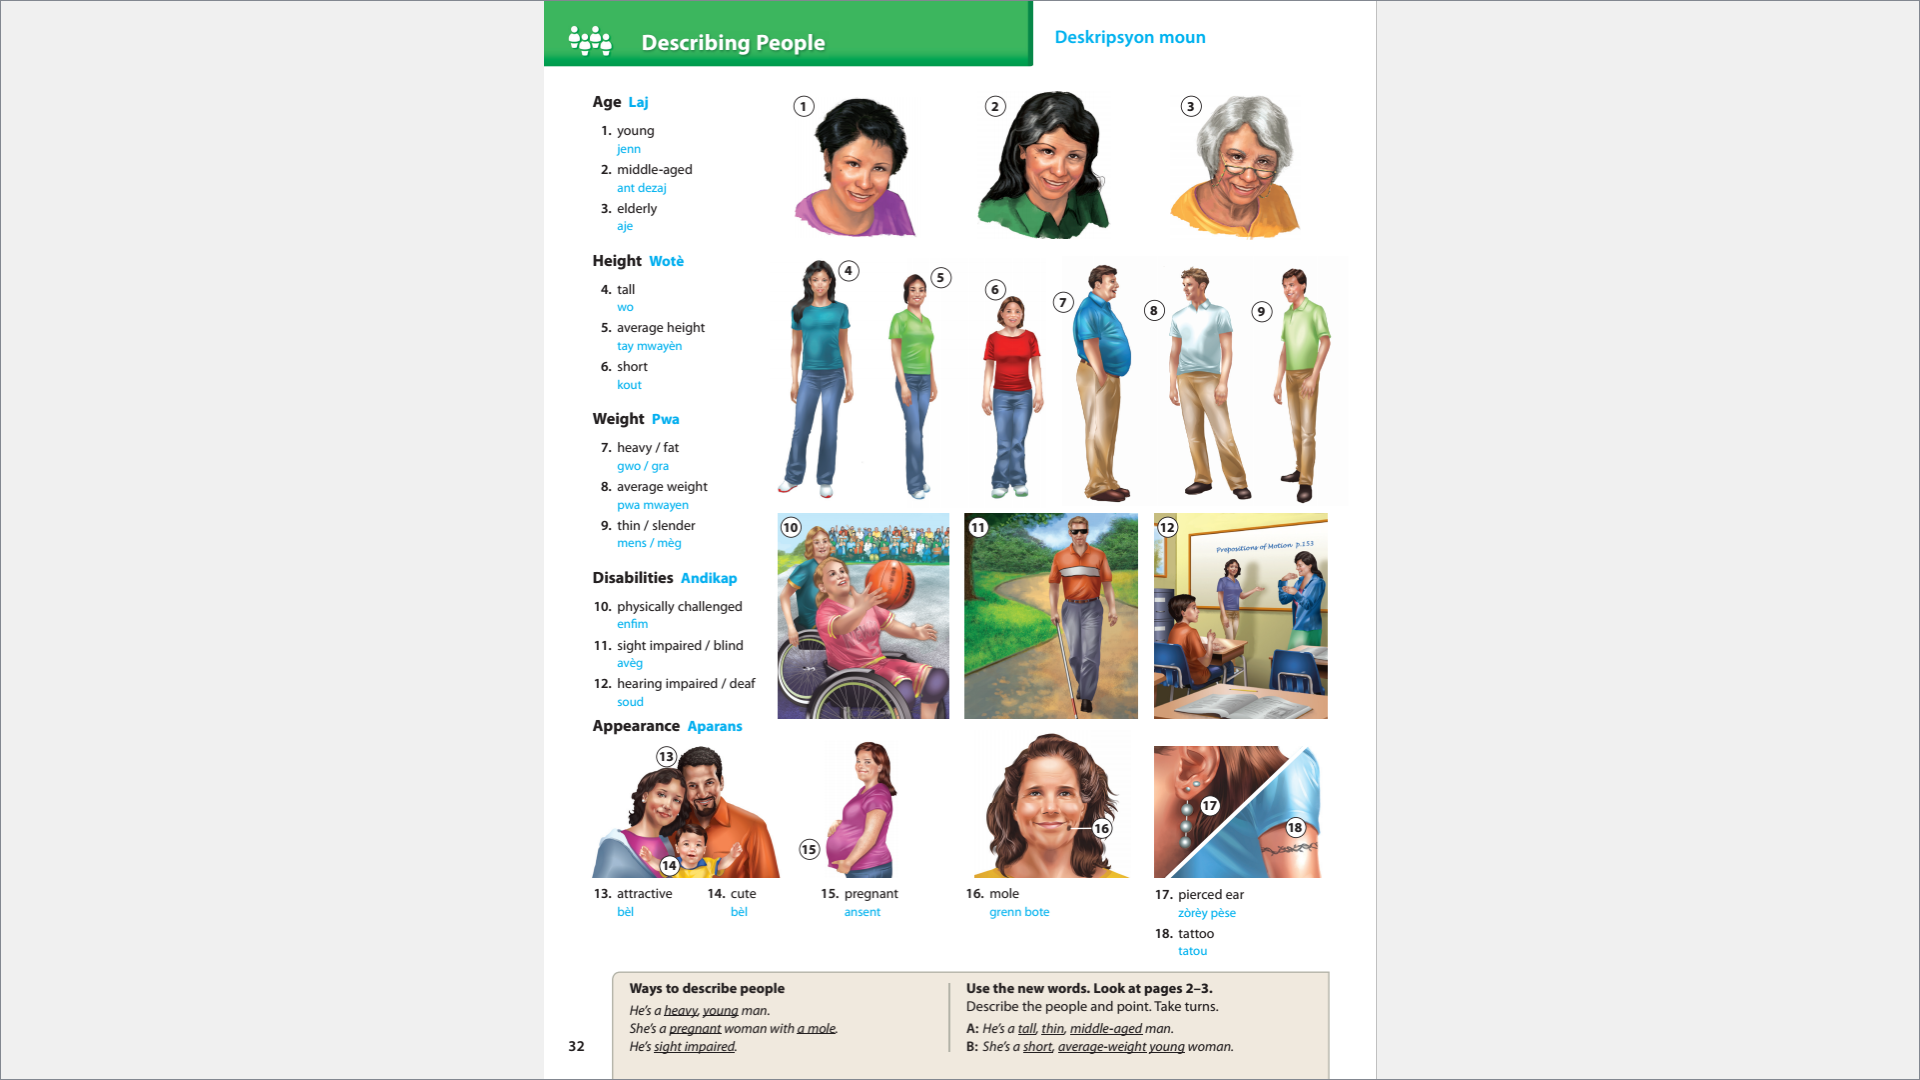 Describing People
Deskripsyon moun
Age Laj
1. young
jenn
2. middle-aged
ant dezaj
3. elderly
aje
1
2
3
Height Wotè
4. tall
wo
5. average height
tay mwayèn
6. short
kout
4
5
6
7
8
9
Weight Pwa
7. heavy / fat
gwo / gra
8. average weight
pwa mwayen
9. thin / slender
mens / mèg
Disabilities Andikap
10. physically challenged
enfim
11. sight impaired / blind
avèg
12. hearing impaired / deaf
soud
10
11
12
Prepositions of Motion p.153
Appearance Aparans
13
14
15
16
17
18
13. attractive
bèl
14. cute
bèl
15. pregnant
ansent
16. mole
grenn bote
17. pierced ear
zòrèy pèse
18. tattoo
tatou
Ways to describe people
He's a heavy, young man.
She's a pregnant woman with a mole.
He's sight impaired.
Use the new words. Look at pages 2–3.
Describe the people and point. Take turns.
A: He's a tall, thin, middle-aged man.
B: She's a short, average-weight young woman.
32